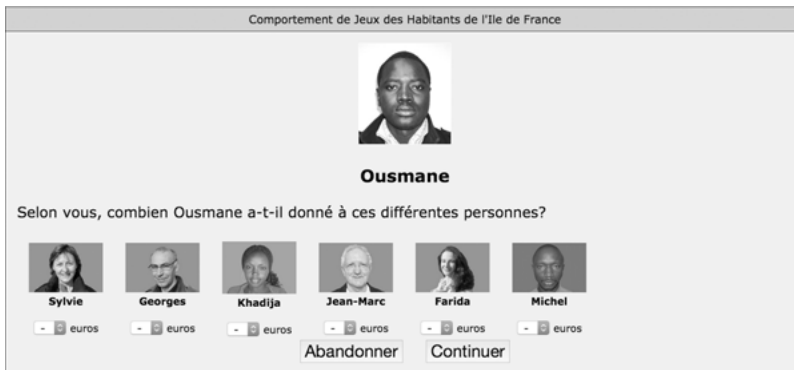 Comportement de Jeux des Habitants de l'Ile de France
Ousmane
Selon vous, combien Ousmane a-t-il donné à ces différentes personnes?
Sylvie Georges Khadija Jean-Marc Farida Michel
- euros - euros - euros - euros - euros - euros
Abandonner Continuer